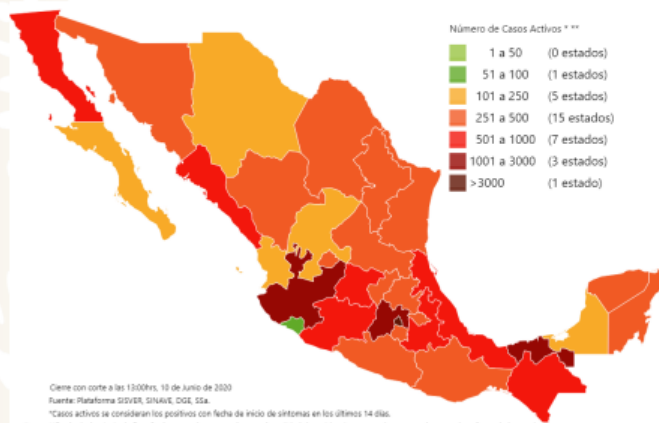 Número de Casos Activos * **
1 a 50 (0 estados)
51 a 100 (1 estados)
101 a 250 (5 estados)
251 a 500 (15 estados)
501 a 1000 (7 estados)
1001 a 3000 (3 estados)
>3000 (1 estado)
Cierre con corte a las 13:00hrs, 10 de Junio de 2020
Fuente: Plataforma SISVER, SINAVE, DGE, SSa.
*Casos activos se consideran los positivos con fecha de inicio de síntomas en los últimos 14 días.